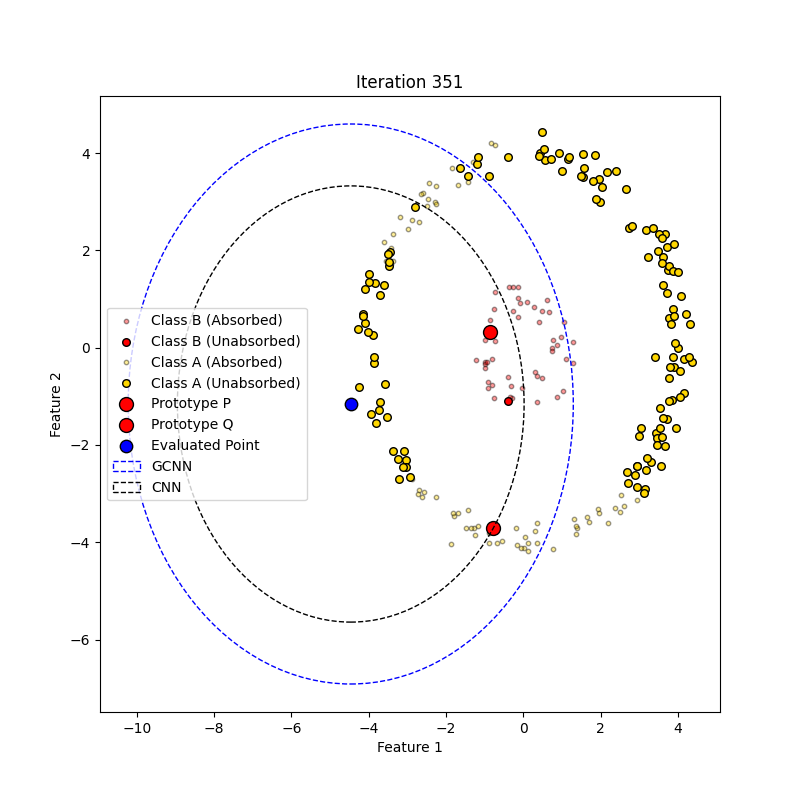 Iteration 351
4
2
0
−2
−4
−6
Feature 2
Class B (Absorbed)
Class B (Unabsorbed)
Class A (Absorbed)
Class A (Unabsorbed)
Prototype P
Prototype Q
Evaluated Point
GCNN
CNN
−10 −8 −6 −4 −2 0 2 4
Feature 1